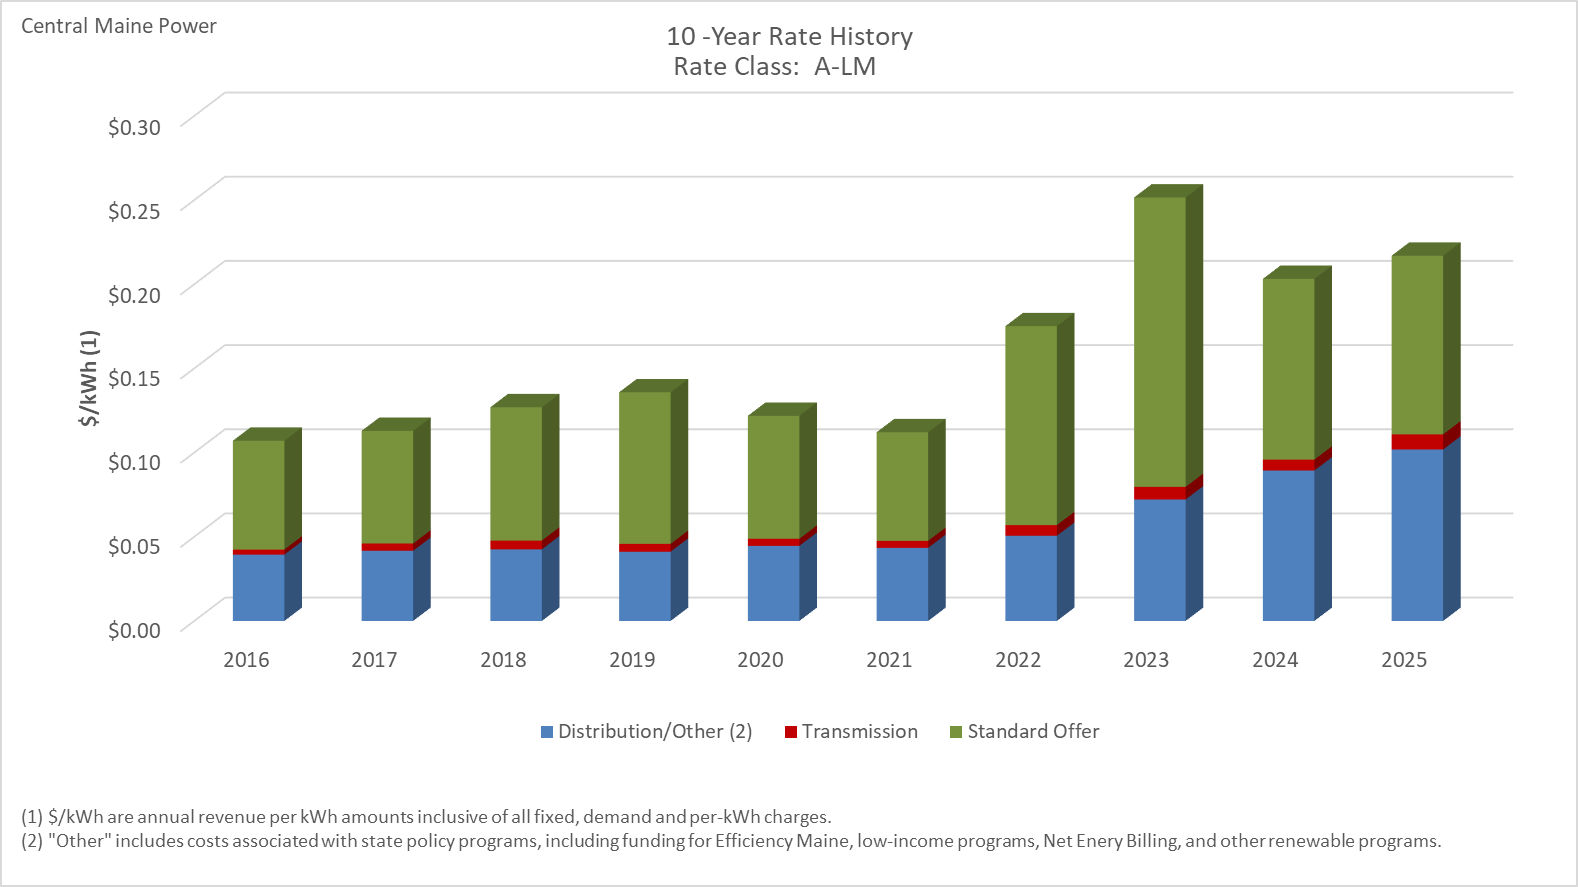 Central Maine Power
10 -Year Rate History
Rate Class:  A-LM
$0.30
$0.25
$0.20
$0.15
$0.10
$0.05
$0.00
$/kWh (1)
2016 2017 2018 2019 2020 2021 2022 2023 2024 2025
Distribution/Other (2) Transmission Standard Offer
(1) $/kWh are annual revenue per kWh amounts inclusive of all fixed, demand and per-kWh charges.
(2) "Other" includes costs associated with state policy programs, including funding for Efficiency Maine, low-income programs, Net Enery Billing, and other renewable programs.